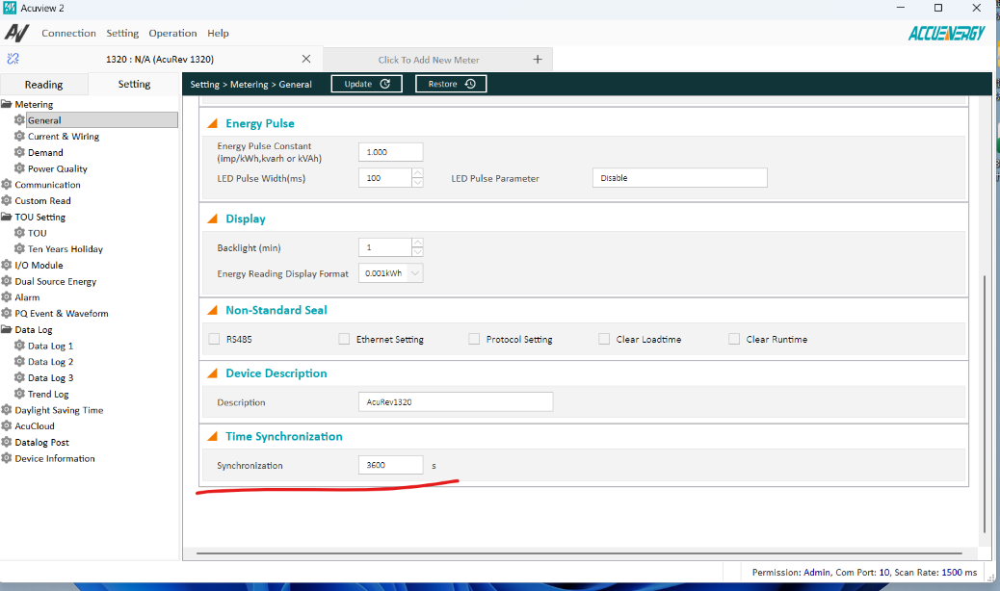 Acuview 2
Connection Setting Operation Help
ACCUENERGY
1320 : N/A (AcuRev 1320)
Click To Add New Meter
Reading Setting
Setting > Metering > General
Update
Restore
Metering
General
Current & Wiring
Demand
Power Quality
Communication
Custom Read
TOU Setting
TOU
Ten Years Holiday
I/O Module
Dual Source Energy
Alarm
PQ Event & Waveform
Data Log
Data Log 1
Data Log 2
Data Log 3
Trend Log
Daylight Saving Time
AcuCloud
Datalog Post
Device Information
Energy Pulse
Energy Pulse Constant
(imp/kWh,kvarh or kVAh)
1.000
LED Pulse Width(ms) 100 LED Pulse Parameter Disable
Display
Backlight (min) 1
Energy Reading Display Format 0.001kWh
Non-Standard Seal
RS485 Ethernet Setting Protocol Setting Clear Loadtime Clear Runtime
Device Description
Description AcuRev1320
Time Synchronization
Synchronization 3600 s
Permission: Admin, Com Port: 10, Scan Rate: 1500 ms